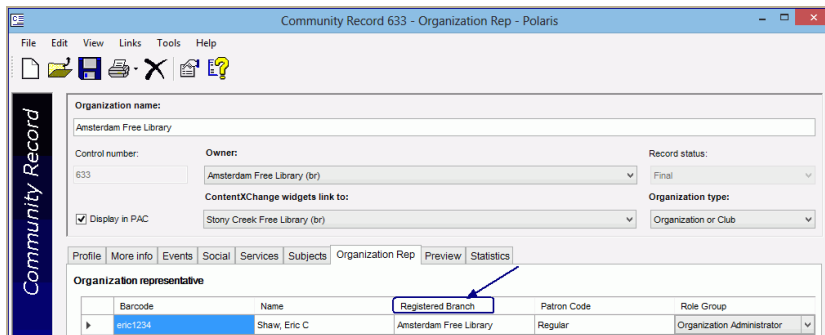 Community Record 633 - Organization Rep - Polaris
File Edit View Links Tools Help
Community Record
Organization name:
Amsterdam Free Library
Control number: Owner: Record status:
633 Amsterdam Free Library (br) Final
ContentXChange widgets link to: Organization type:
Display in PAC Stony Creek Free Library (br) Organization or Club
Profile More info Events Social Services Subjects Organization Rep Preview Statistics
Organization representative
Barcode Name Registered Branch Patron Code Role Group
eric1234 Shaw, Eric C Amsterdam Free Library Regular Organization Administrator